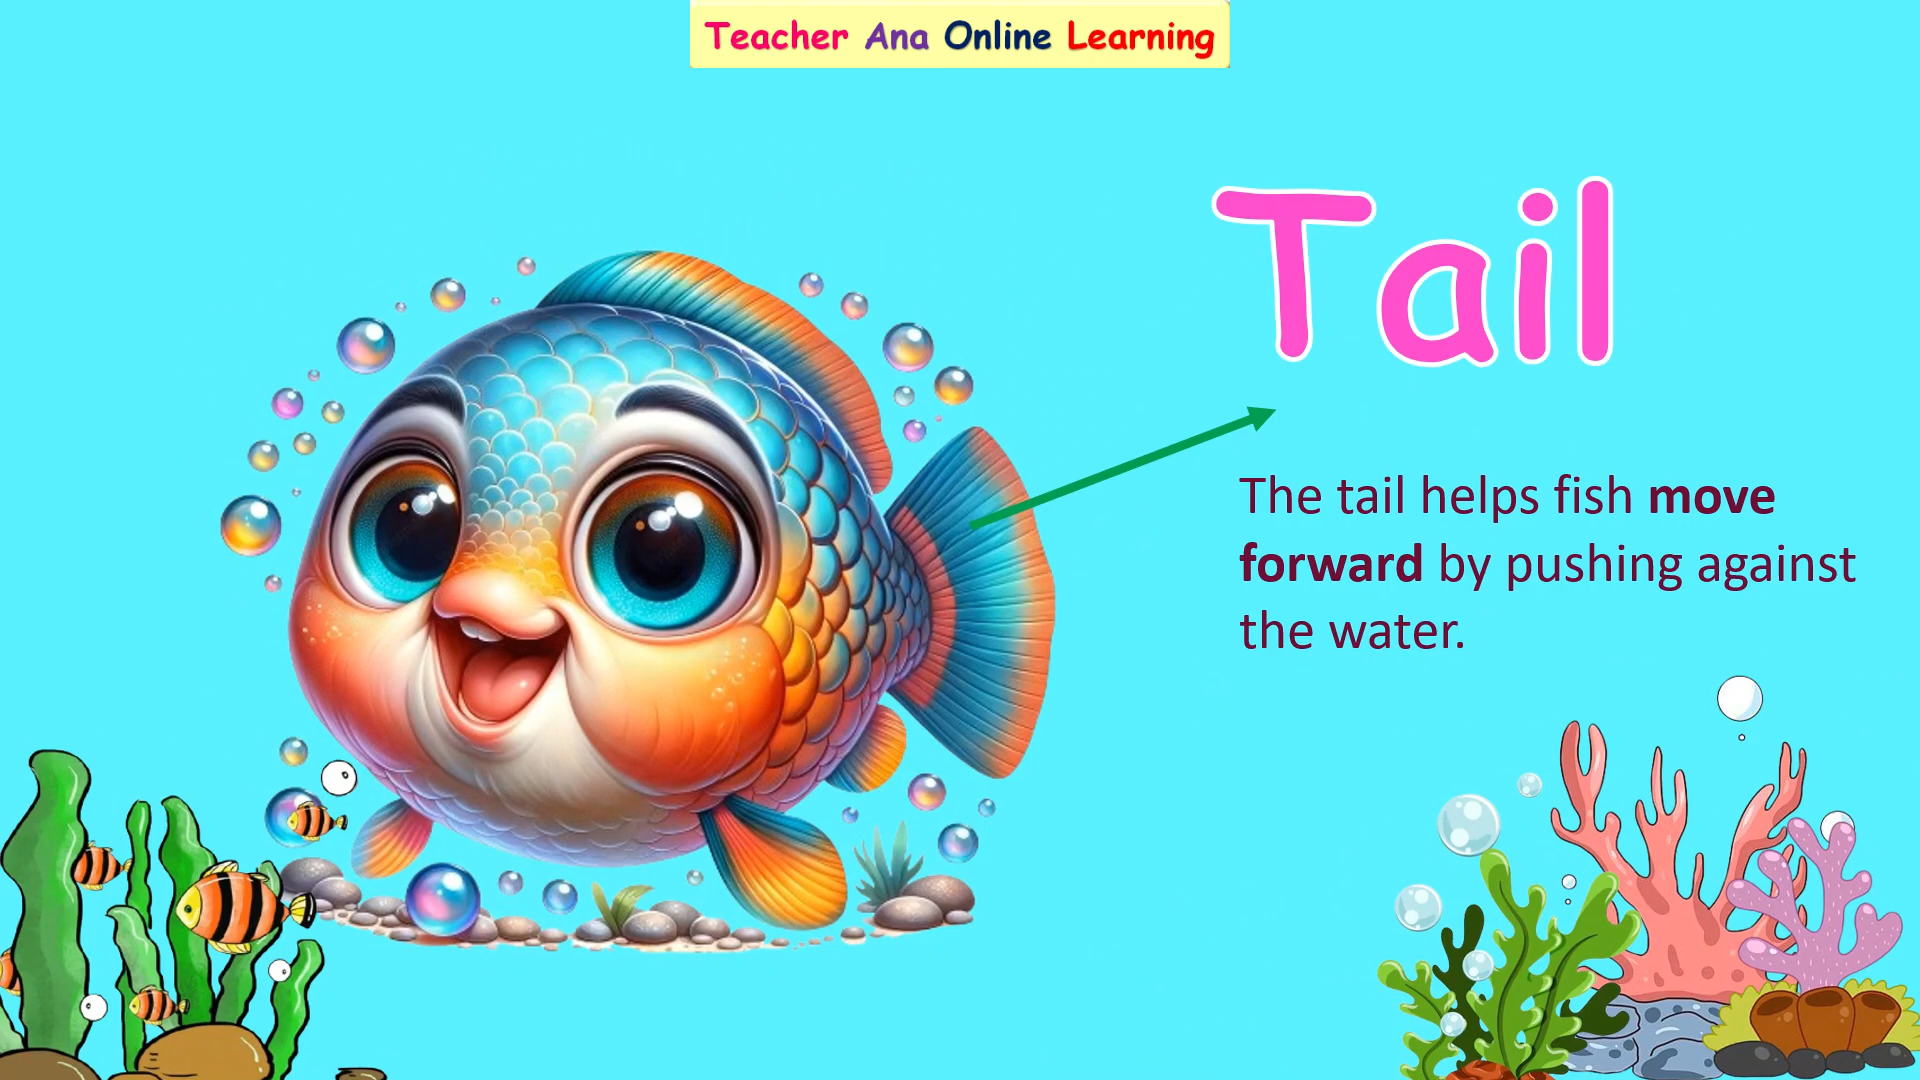 Teacher Ana Online Learning
Tail
The tail helps fish move
forward by pushing against
the water.